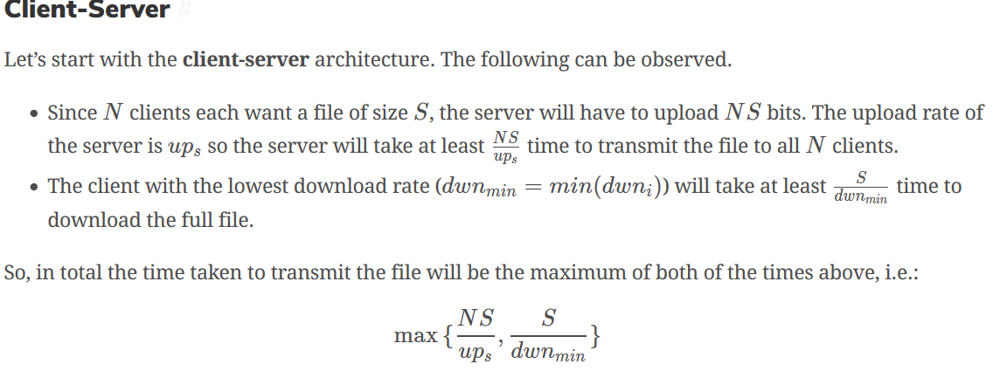 Client-Server #
Let's start with the client-server architecture. The following can be observed.
• Since N clients each want a file of size S, the server will have to upload NS bits. The upload rate of
the server is up_s so the server will take at least \frac{NS}{up_s} time to transmit the file to all N clients.
• The client with the lowest download rate (dwn_{min} = min(dwn_i)) will take at least \frac{S}{dwn_{min}} time to
download the full file.
So, in total the time taken to transmit the file will be the maximum of both of the times above, i.e.:
max {\frac{NS}{up_s}, \frac{S}{dwn_{min}}}